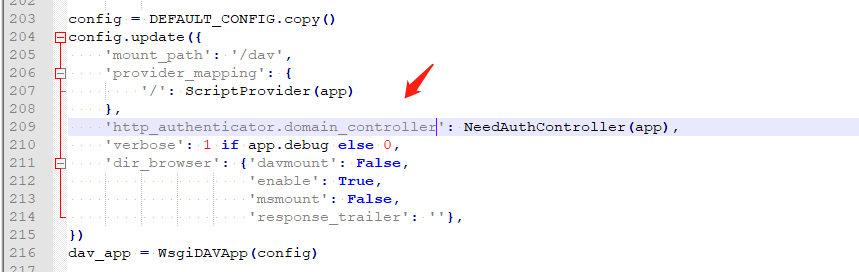 203 config = DEFAULT_CONFIG.copy()
204 config.update({
205 'mount_path': '/dav',
206 'provider_mapping': {
207 '/': ScriptProvider(app)
208 },
209 'http_authenticator.domain_controller': NeedAuthController(app),
210 'verbose': 1 if app.debug else 0,
211 'dir_browser': {'davmount': False,
212 'enable': True,
213 'msmount': False,
214 'response_trailer': ''},
215 })
216 dav_app = WsgiDAVApp(config)